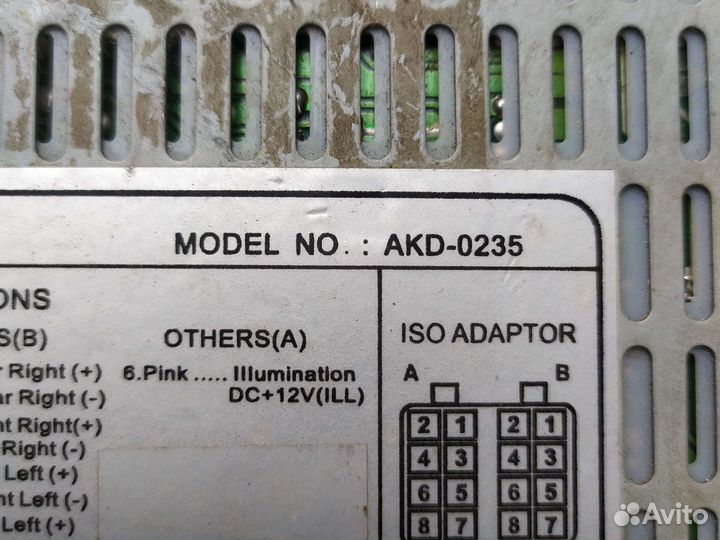 MODEL NO. : AKD-0235
ONS
S(B)
OTHERS(A)
ISO ADAPTOR
r Right (+)
6.Pink ..... Illumination
ar Right (-)
DC+12V(ILL)
nt Right(+)
Right (-)
Left (+)
nt Left (-)
Left (+)
A B
2 1 2 1
4 3 4 3
6 5 6 5
8 7 8 7
Avito